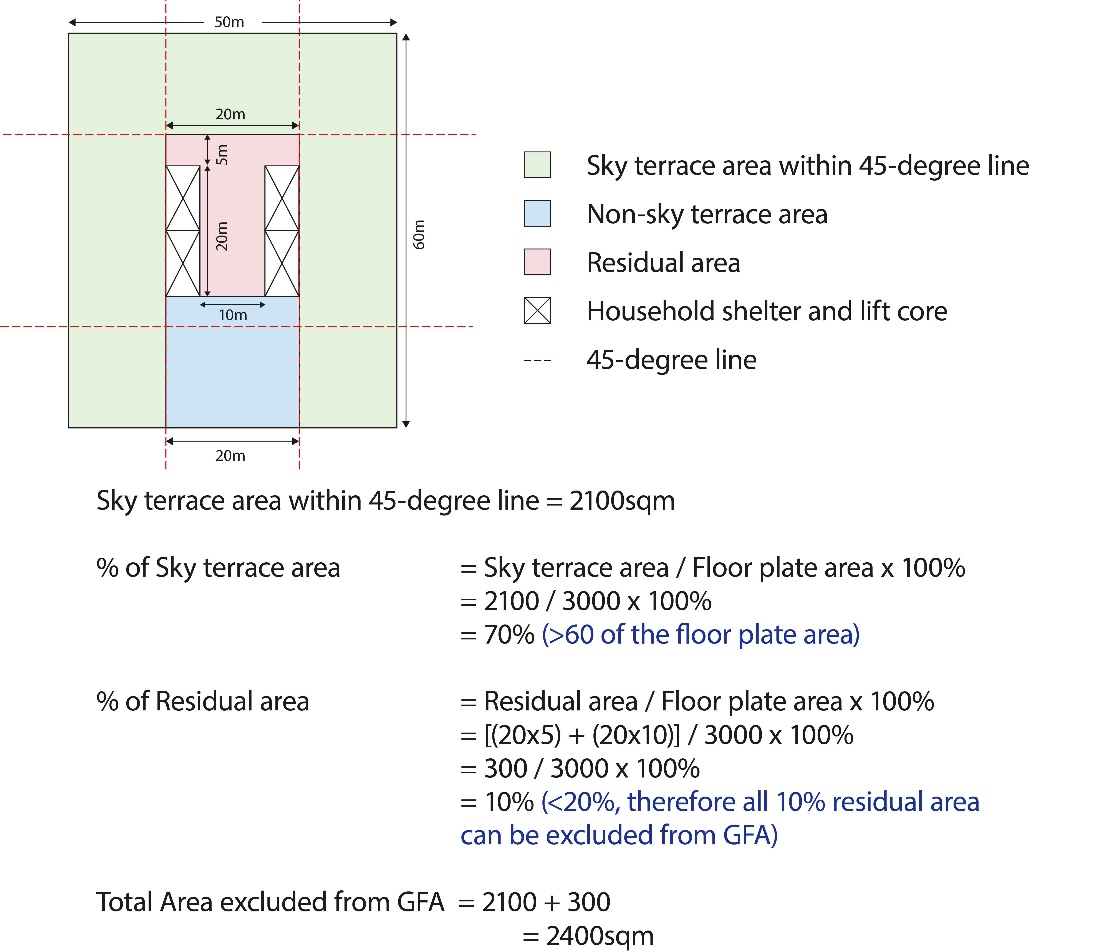 50m
20m
5m
20m
60m
10m
20m
Sky terrace area within 45-degree line
Non-sky terrace area
Residual area
Household shelter and lift core
45-degree line
Sky terrace area within 45-degree line = 2100sqm
% of Sky terrace area = Sky terrace area / Floor plate area x 100%
= 2100 / 3000 x 100%
= 70% (>60 of the floor plate area)
% of Residual area = Residual area / Floor plate area x 100%
= [(20x5) + (20x10)] / 3000 x 100%
= 300 / 3000 x 100%
= 10% (<20%, therefore all 10% residual area
can be excluded from GFA)
Total Area excluded from GFA = 2100 + 300
= 2400sqm